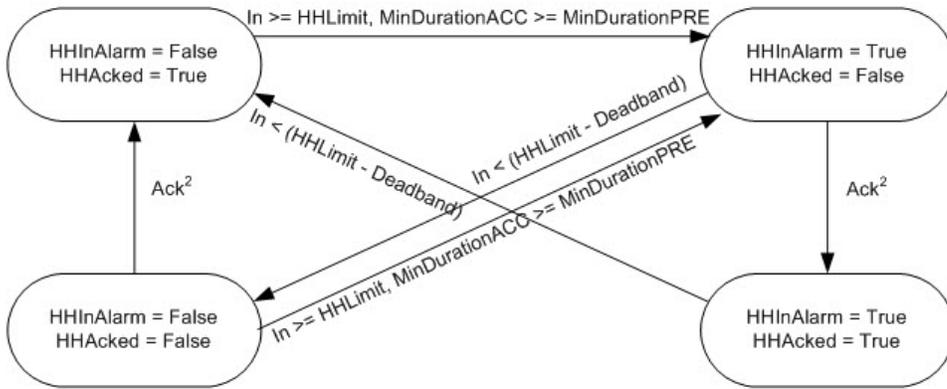 In >= HHLimit, MinDurationACC >= MinDurationPRE
HHInAlarm = False
HHAcked = True
HHInAlarm = True
HHAcked = False
In < (HHLimit - Deadband)
In < (HHLimit - Deadband)
In >= HHLimit, MinDurationACC >= MinDurationPRE
Ack²
Ack²
HHInAlarm = False
HHAcked = False
HHInAlarm = True
HHAcked = True